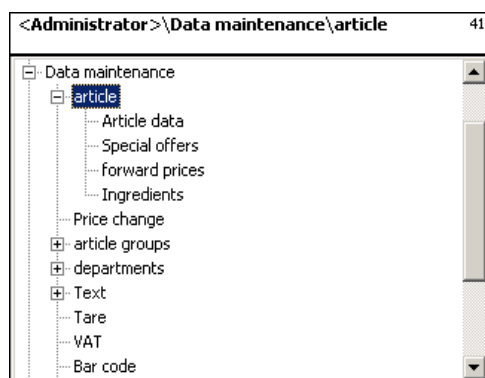 <Administrator>\Data maintenance\article 41
Data maintenance
article
Article data
Special offers
forward prices
Ingredients
Price change
article groups
departments
Text
Tare
VAT
Bar code